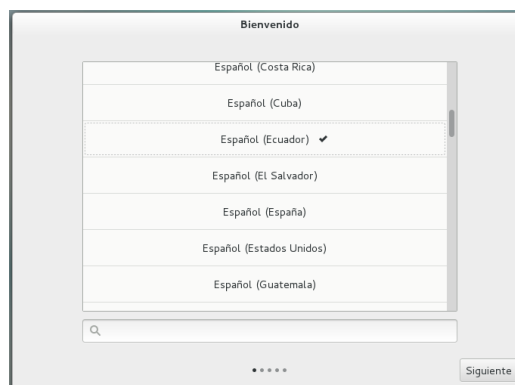 Bienvenido
Español (Costa Rica)
Español (Cuba)
Español (Ecuador)
Español (El Salvador)
Español (España)
Español (Estados Unidos)
Español (Guatemala)
Siguiente